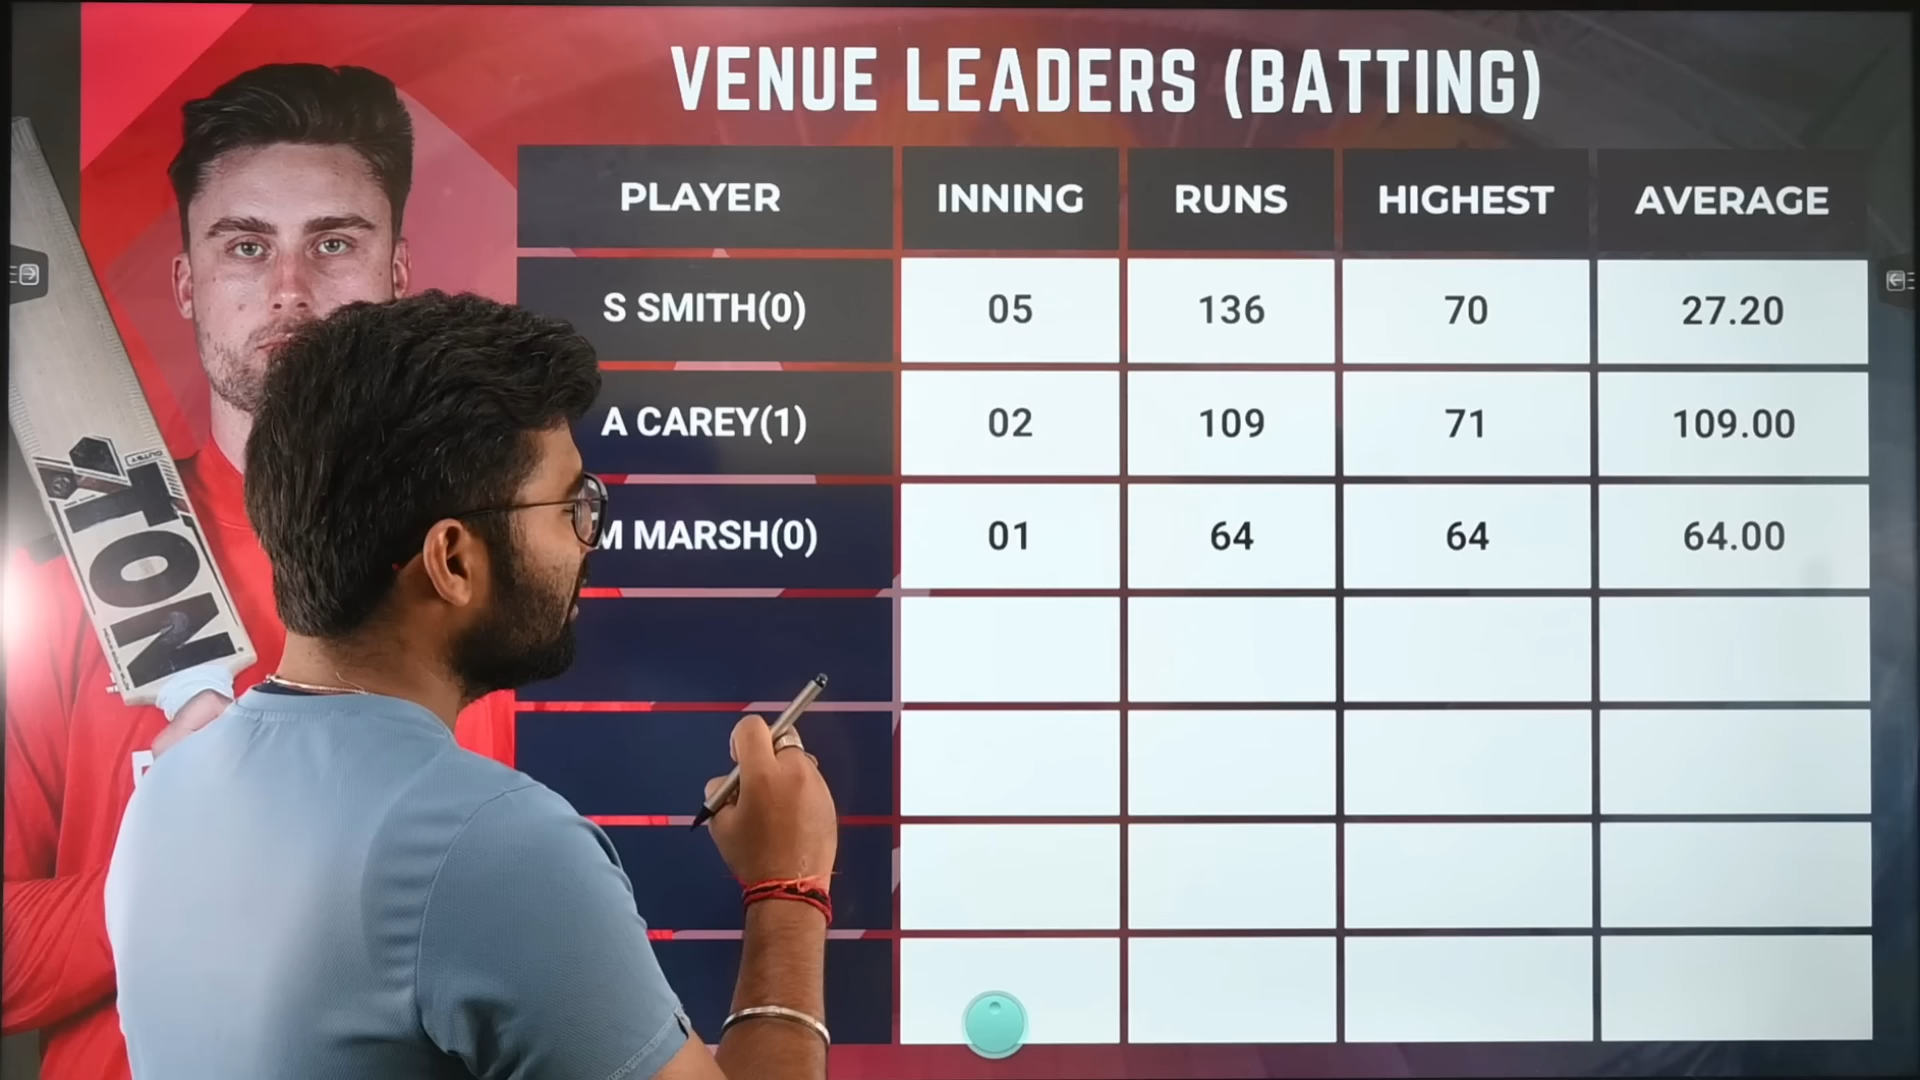 VENUE LEADERS (BATTING)
PLAYER INNING RUNS HIGHEST AVERAGE
S SMITH(0) 05 136 70 27.20
A CAREY(1) 02 109 71 109.00
M MARSH(0) 01 64 64 64.00
TON